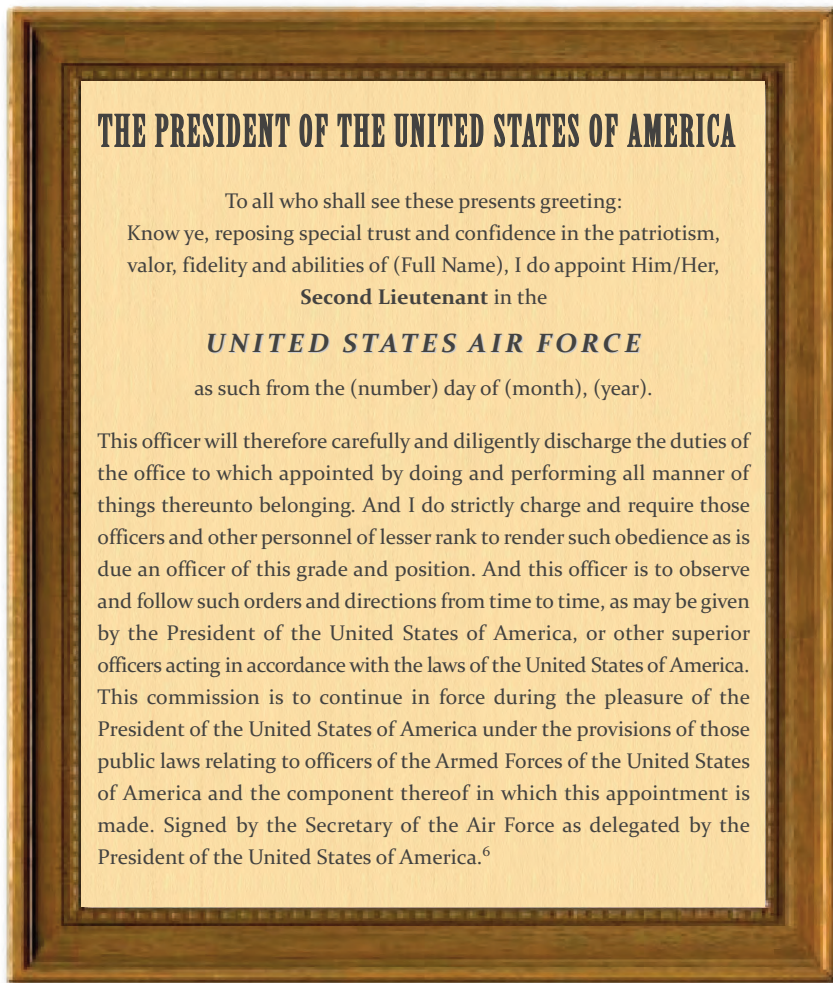 THE PRESIDENT OF THE UNITED STATES OF AMERICA
To all who shall see these presents greeting:
Know ye, reposing special trust and confidence in the patriotism,
valor, fidelity and abilities of (Full Name), I do appoint Him/Her,
Second Lieutenant in the
UNITED STATES AIR FORCE
as such from the (number) day of (month), (year).
This officer will therefore carefully and diligently discharge the duties of
the office to which appointed by doing and performing all manner of
things thereunto belonging. And I do strictly charge and require those
officers and other personnel of lesser rank to render such obedience as is
due an officer of this grade and position. And this officer is to observe
and follow such orders and directions from time to time, as may be given
by the President of the United States of America, or other superior
officers acting in accordance with the laws of the United States of America.
This commission is to continue in force during the pleasure of the
President of the United States of America under the provisions of those
public laws relating to officers of the Armed Forces of the United States
of America and the component thereof in which this appointment is
made. Signed by the Secretary of the Air Force as delegated by the
President of the United States of America.⁶